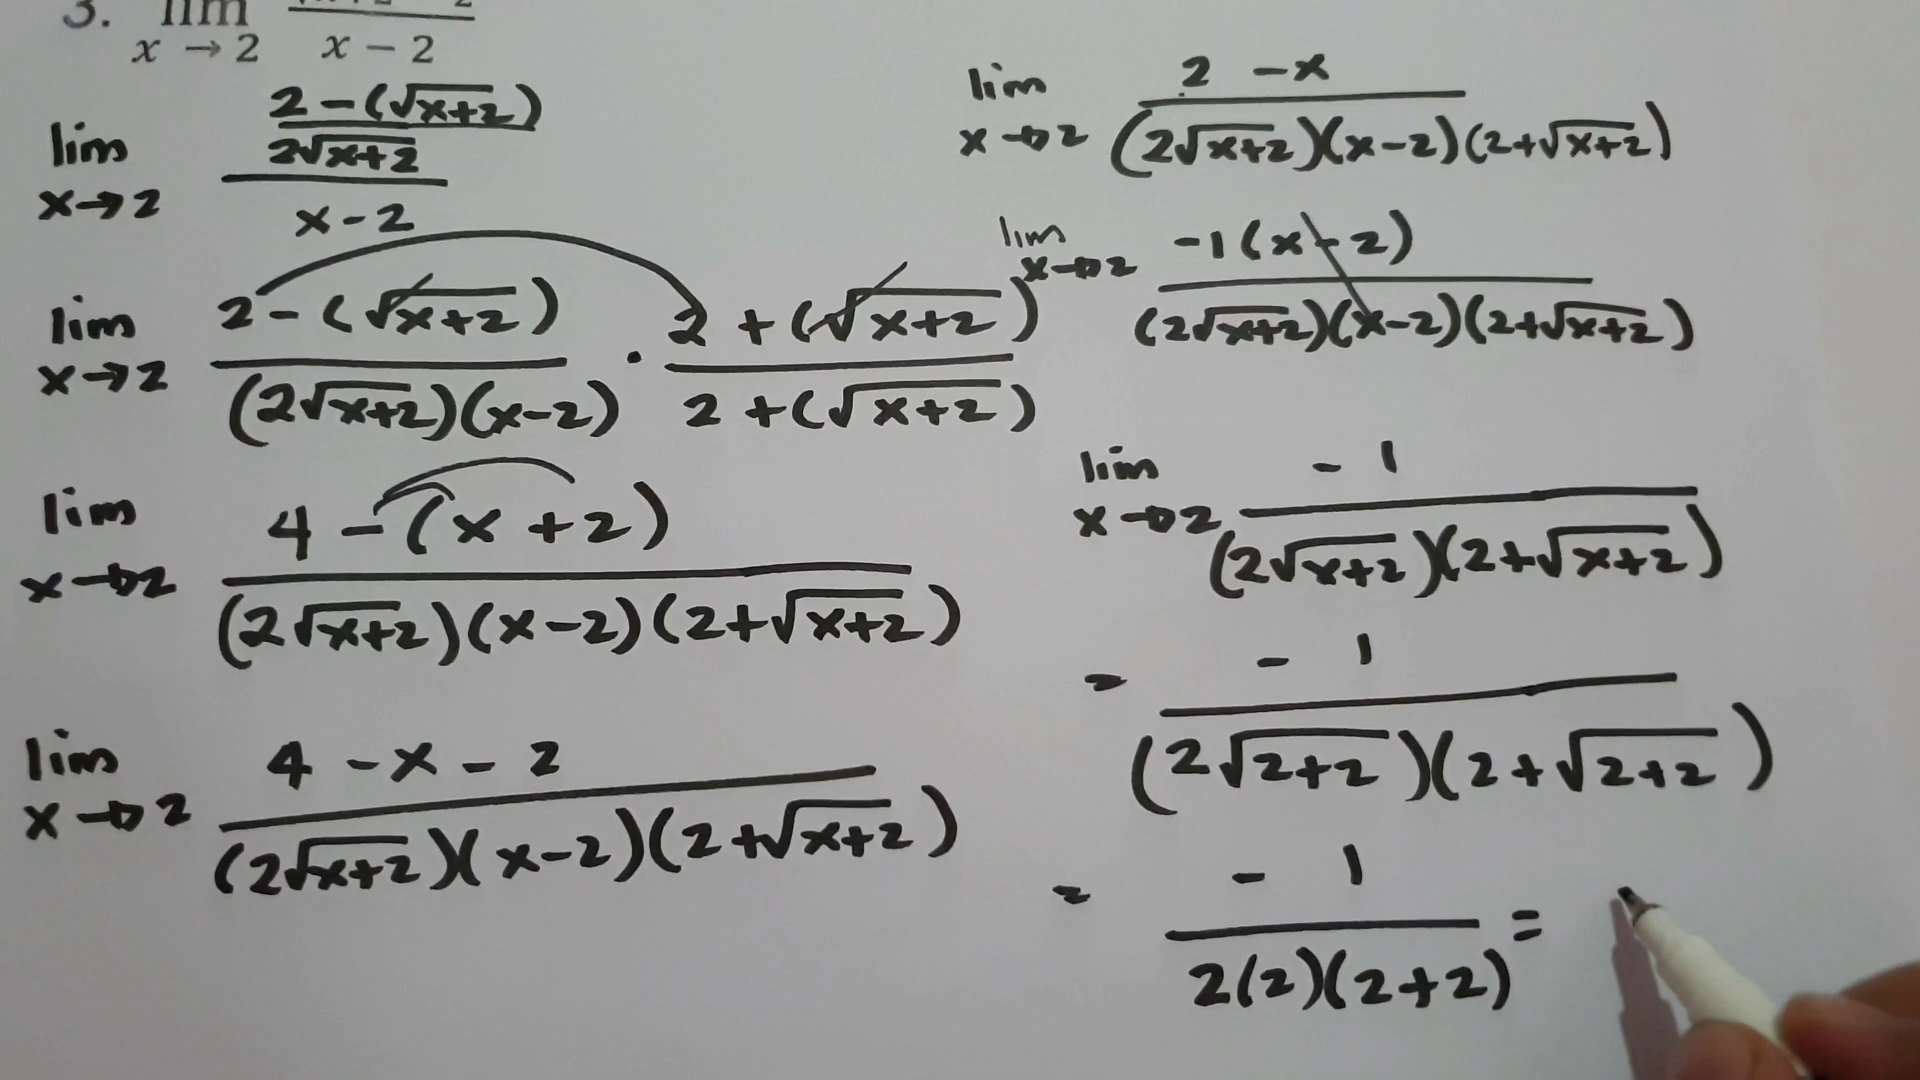 3. lim
x → 2 x − 2
lim 2-(√x+2)
2√x+2
x→2 x-2
lim 2-(√x+2) · 2+(√x+2)
x→2 (2√x+2)(x-2) 2+(√x+2)
lim 4-(x+2)
x→2 (2√x+2)(x-2)(2+√x+2)
lim 4-x-2
x→2 (2√x+2)(x-2)(2+√x+2)
lim 2 -x
x→2 (2√x+2)(x-2)(2+√x+2)
lim -1(x-2)
x→2 (2√x+2)(x-2)(2+√x+2)
lim -1
x→2 (2√x+2)(2+√x+2)
= -1
(2√2+2)(2+√2+2)
= -1 =
2(2)(2+2)